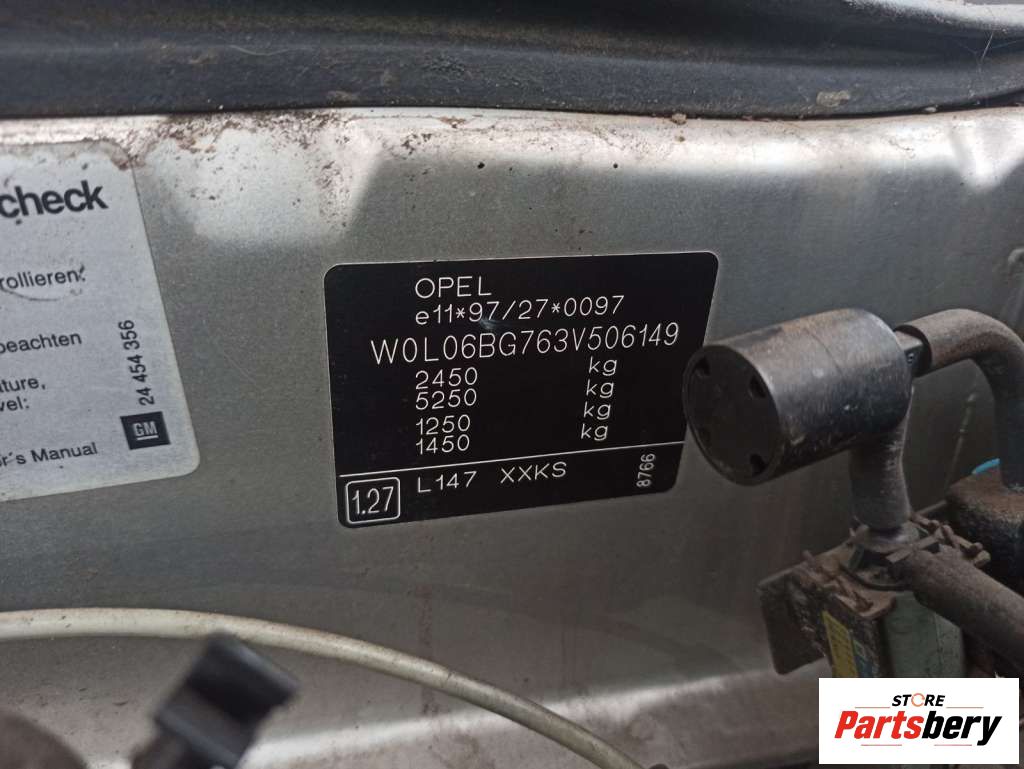 check
rollieren.
beachten
ature,
vel:
r's Manual
24 454 356
GM
OPEL
e11*97/27*0097
W0L06BG763V506149
2450 kg
5250 kg
1250 kg
1450 kg
1.27 L147 XXKS 8766
STORE
Partsbery